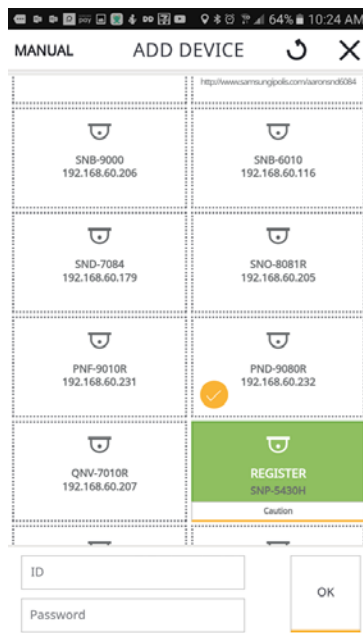 64% 10:24 AM
MANUAL ADD DEVICE
http://www.samsungipolis.com/aaronsnd6084
SNB-9000
192.168.60.206
SNB-6010
192.168.60.116
SND-7084
192.168.60.179
SNO-8081R
192.168.60.205
PNF-9010R
192.168.60.231
PND-9080R
192.168.60.232
QNV-7010R
192.168.60.207
REGISTER
SNP-5430H
Caution
ID
Password
OK